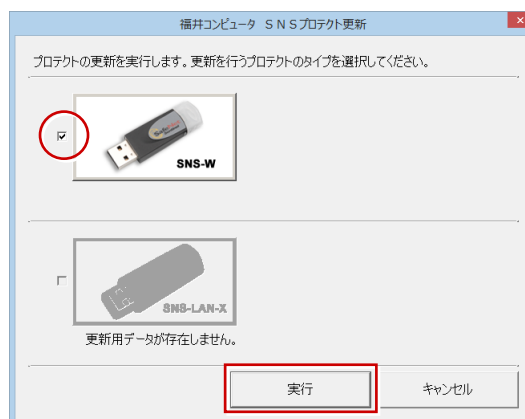 福井コンピュータ ＳＮＳプロテクト更新
プロテクトの更新を実行します。更新を行うプロテクトのタイプを選択してください。
SNS-W
SNS-LAN-X
更新用データが存在しません。
実行
キャンセル